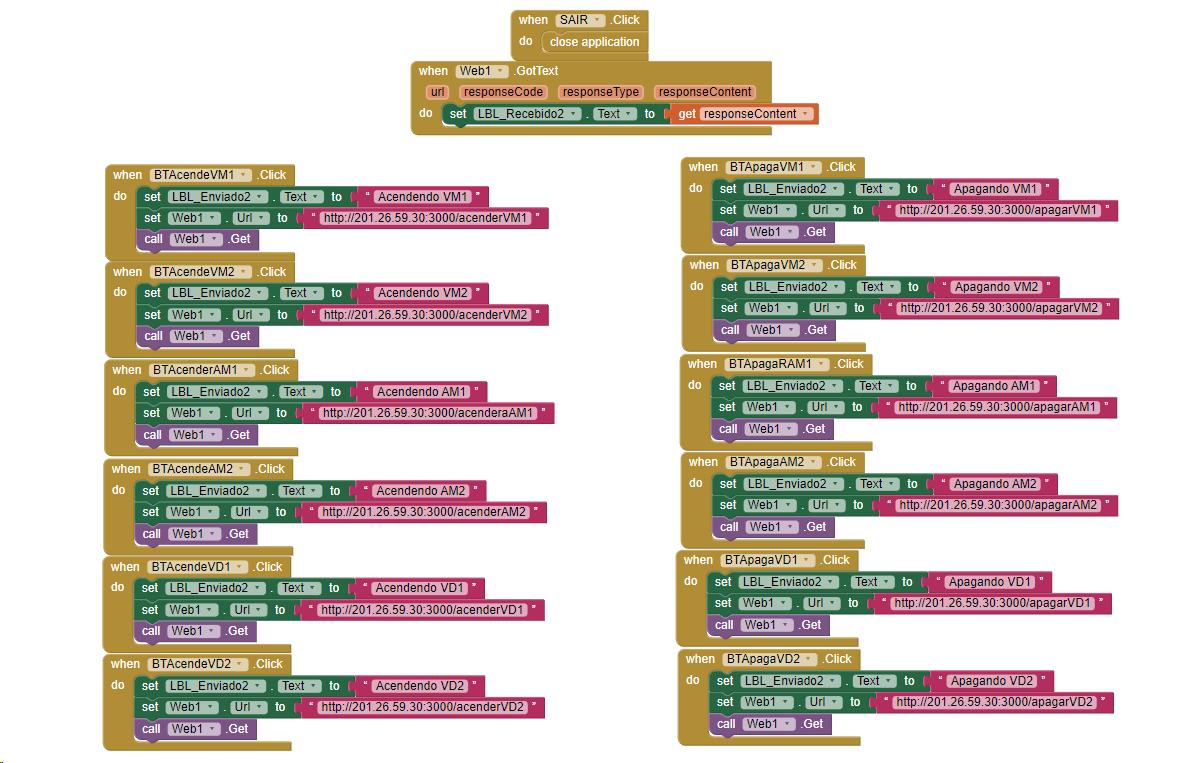 when SAIR .Click
do close application
when Web1 .GotText
url responseCode responseType responseContent
do set LBL_Recebido2 . Text to get responseContent
when BTAcendeVM1 .Click
do set LBL_Enviado2 . Text to “ Acendendo VM1 ”
set Web1 . Url to “ http://201.26.59.30:3000/acenderVM1 ”
call Web1 .Get
when BTAcendeVM2 .Click
do set LBL_Enviado2 . Text to “ Acendendo VM2 ”
set Web1 . Url to “ http://201.26.59.30:3000/acenderVM2 ”
call Web1 .Get
when BTAcenderAM1 .Click
do set LBL_Enviado2 . Text to “ Acendendo AM1 ”
set Web1 . Url to “ http://201.26.59.30:3000/acenderaAM1 ”
call Web1 .Get
when BTAcendeAM2 .Click
do set LBL_Enviado2 . Text to “ Acendendo AM2 ”
set Web1 . Url to “ http://201.26.59.30:3000/acenderAM2 ”
call Web1 .Get
when BTAcendeVD1 .Click
do set LBL_Enviado2 . Text to “ Acendendo VD1 ”
set Web1 . Url to “ http://201.26.59.30:3000/acenderVD1 ”
call Web1 .Get
when BTAcendeVD2 .Click
do set LBL_Enviado2 . Text to “ Acendendo VD2 ”
set Web1 . Url to “ http://201.26.59.30:3000/acenderVD2 ”
call Web1 .Get
when BTApagaVM1 .Click
do set LBL_Enviado2 . Text to “ Apagando VM1 ”
set Web1 . Url to “ http://201.26.59.30:3000/apagarVM1 ”
call Web1 .Get
when BTApagaVM2 .Click
do set LBL_Enviado2 . Text to “ Apagando VM2 ”
set Web1 . Url to “ http://201.26.59.30:3000/apagarVM2 ”
call Web1 .Get
when BTApagaRAM1 .Click
do set LBL_Enviado2 . Text to “ Apagando AM1 ”
set Web1 . Url to “ http://201.26.59.30:3000/apagarAM1 ”
call Web1 .Get
when BTApagaAM2 .Click
do set LBL_Enviado2 . Text to “ Apagando AM2 ”
set Web1 . Url to “ http://201.26.59.30:3000/apagarAM2 ”
call Web1 .Get
when BTApagaVD1 .Click
do set LBL_Enviado2 . Text to “ Apagando VD1 ”
set Web1 . Url to “ http://201.26.59.30:3000/apagarVD1 ”
call Web1 .Get
when BTApagaVD2 .Click
do set LBL_Enviado2 . Text to “ Apagando VD2 ”
set Web1 . Url to “ http://201.26.59.30:3000/apagarVD2 ”
call Web1 .Get